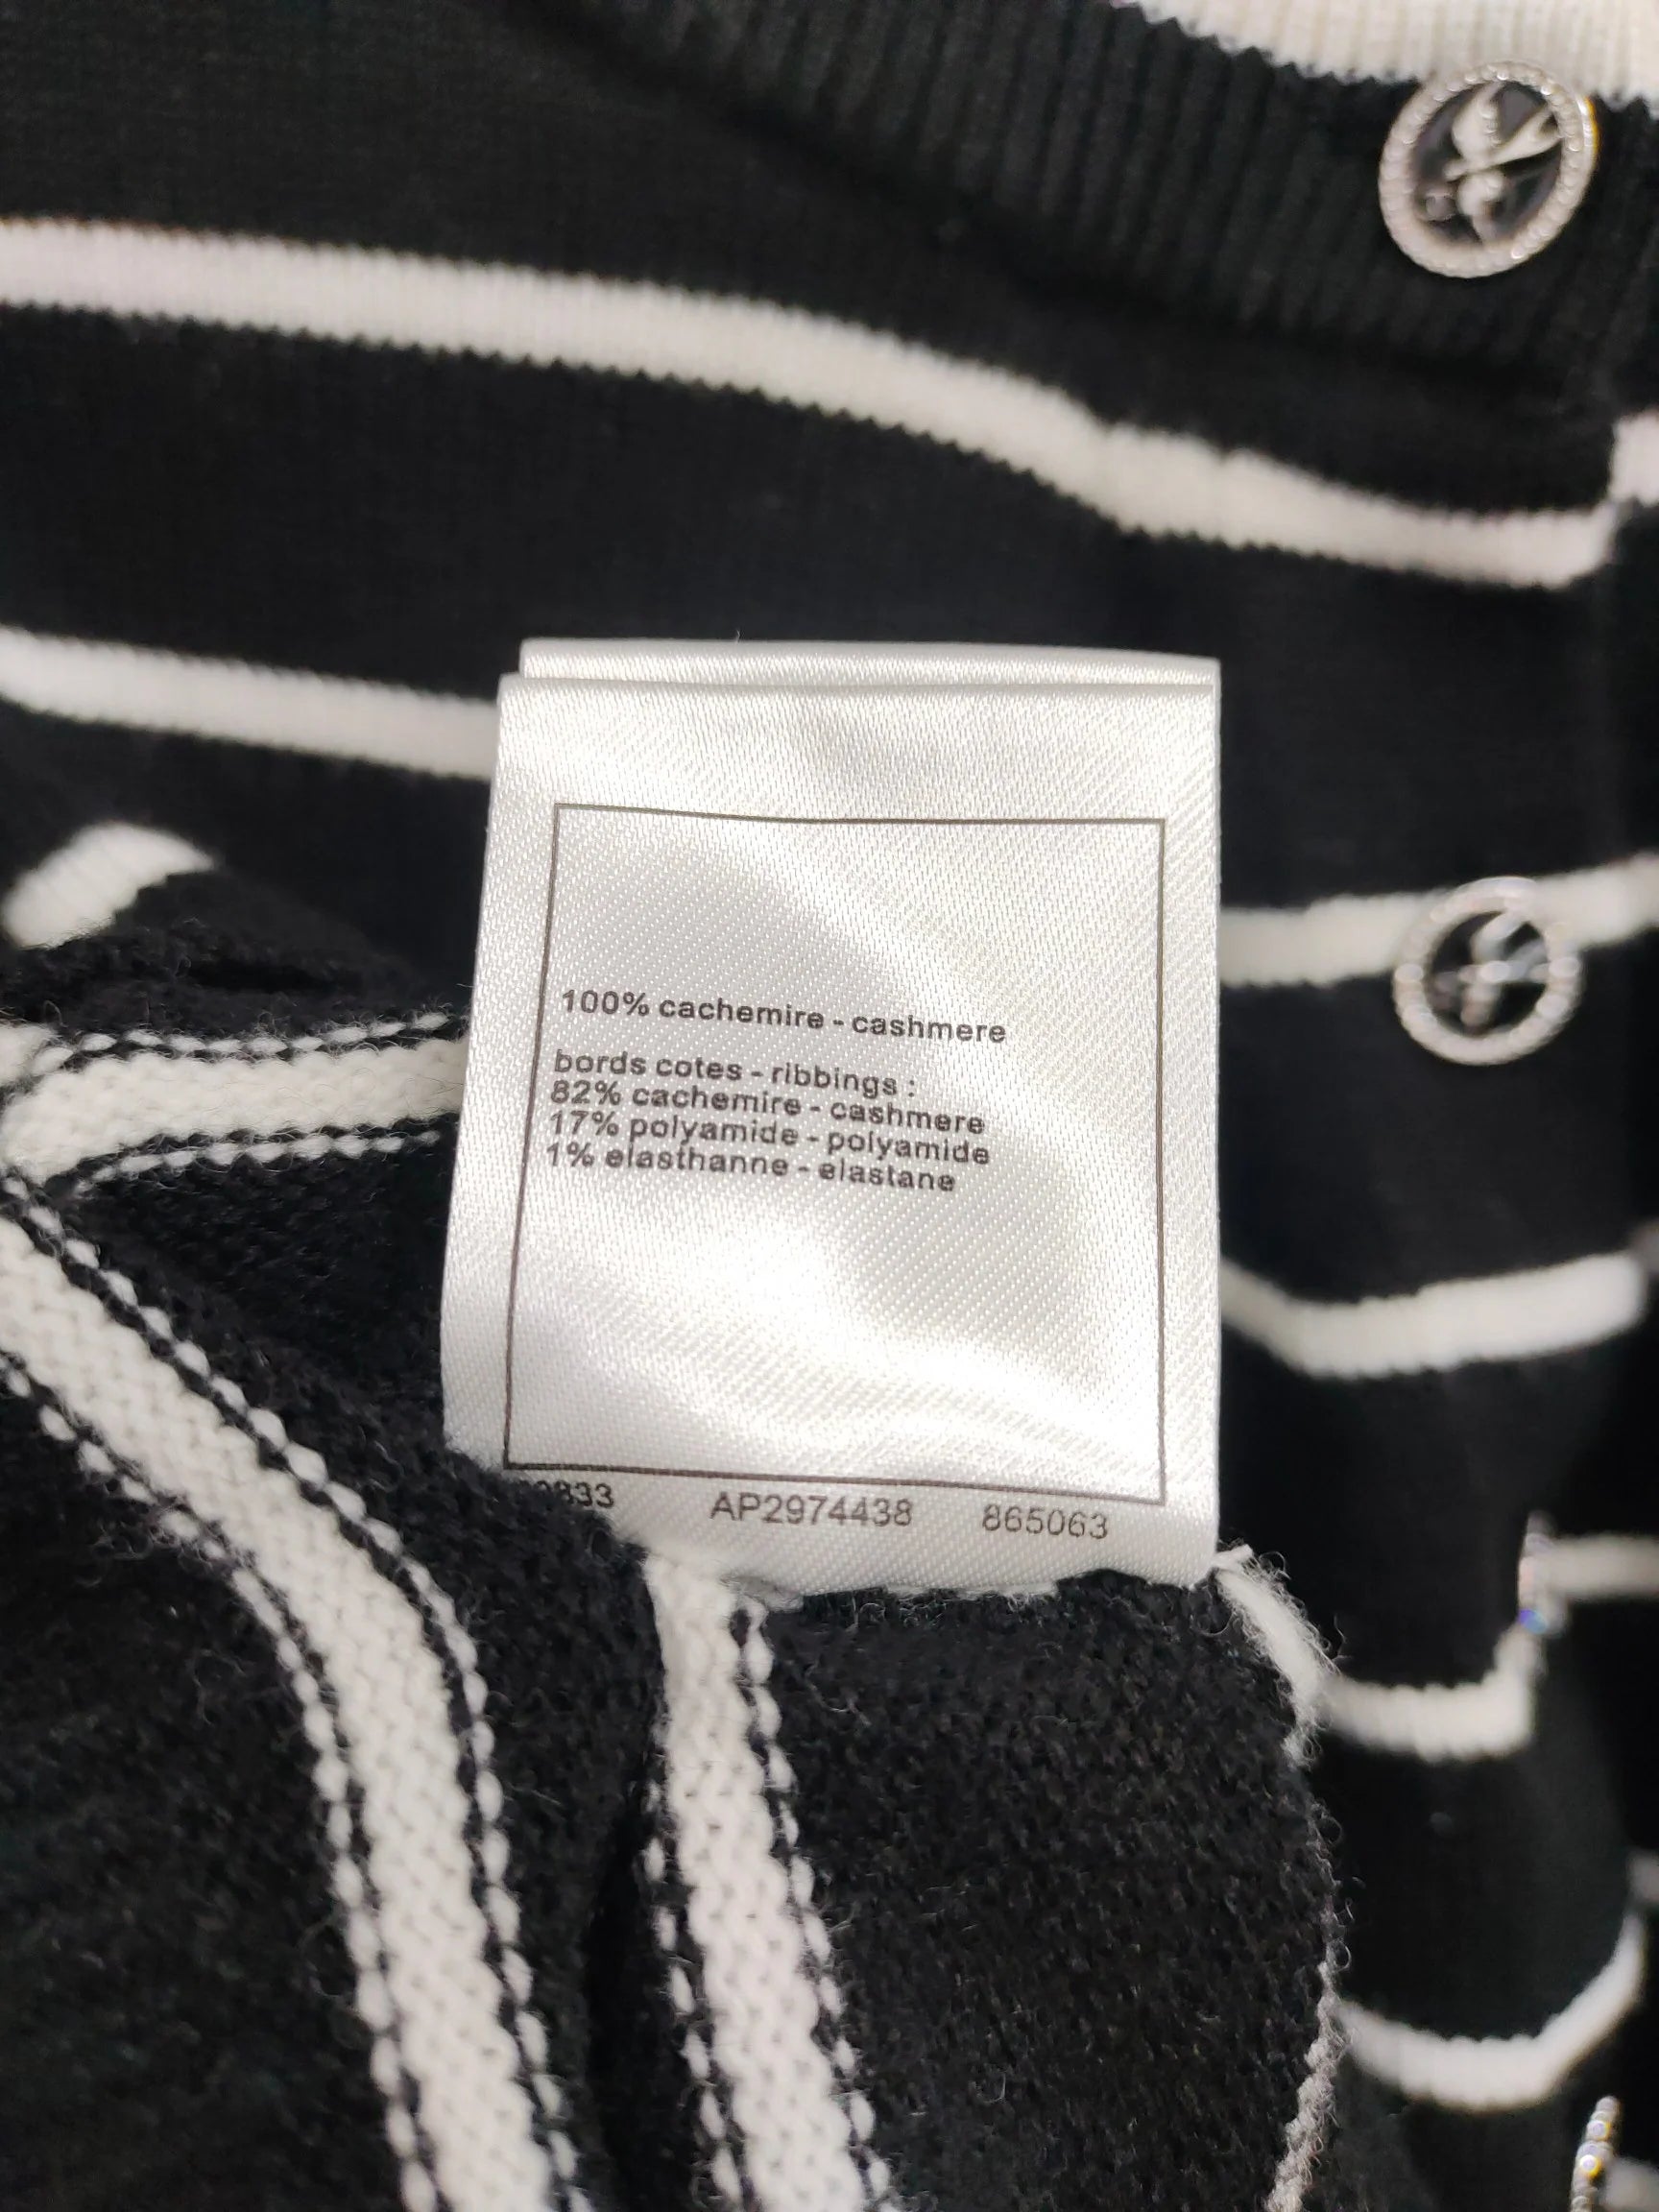 100% cachemire - cashmere
bords cotes - ribbings :
82% cachemire - cashmere
17% polyamide - polyamide
1% elasthanne - elastane
AP2974438 865063